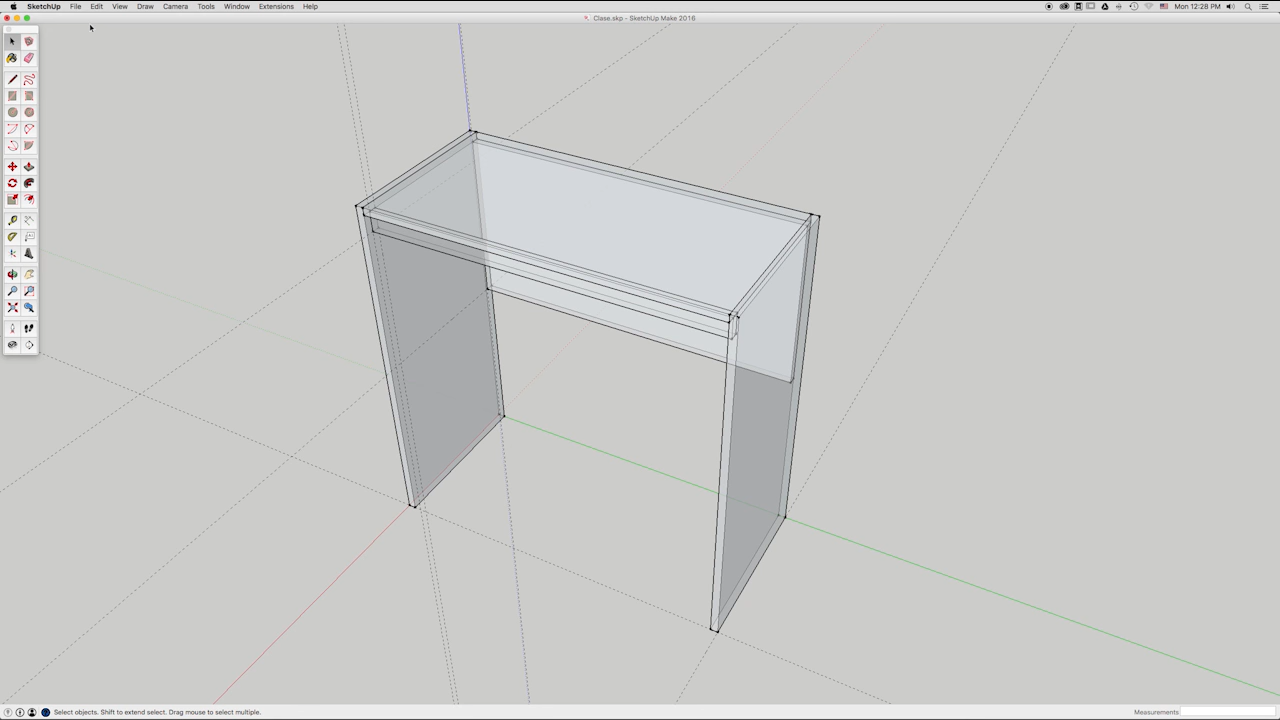 SketchUp File Edit View Draw Camera Tools Window Extensions Help Mon 12:28 PM
Clase.skp - SketchUp Make 2016
Select objects. Shift to extend select. Drag mouse to select multiple. Measurements